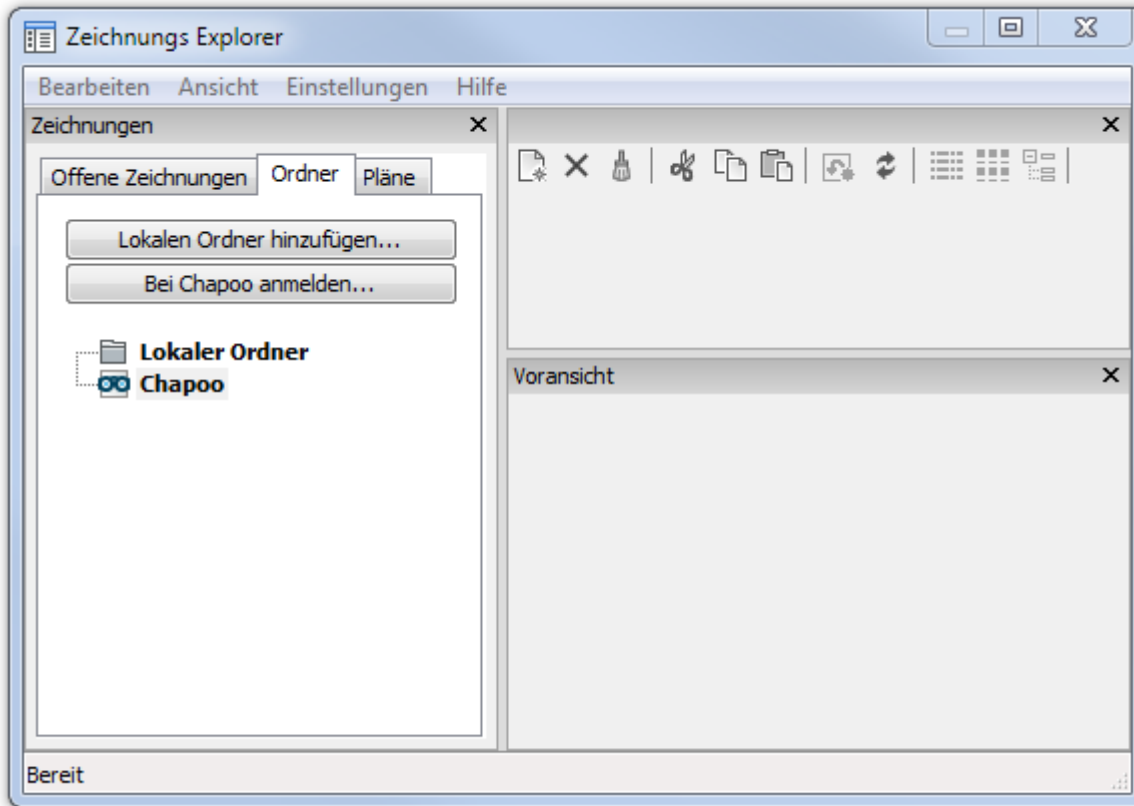 Zeichnungs Explorer
Bearbeiten Ansicht Einstellungen Hilfe
Zeichnungen
Offene Zeichnungen Ordner Pläne
Lokalen Ordner hinzufügen...
Bei Chapoo anmelden...
Lokaler Ordner
Chapoo
Voransicht
Bereit